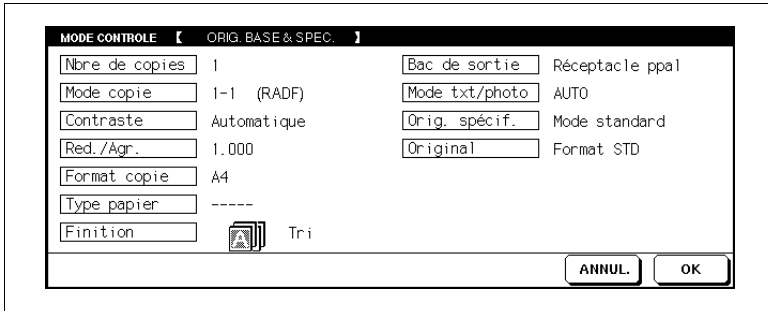 MODE CONTROLE 【 ORIG. BASE & SPEC. 】
Nbre de copies 1 Bac de sortie Réceptacle ppal
Mode copie 1-1 (RADF) Mode txt/photo AUTO
Contraste Automatique Orig. spécif. Mode standard
Red./Agr. 1.000 Original Format STD
Format copie A4
Type papier -----
Finition A Tri
ANNUL. OK